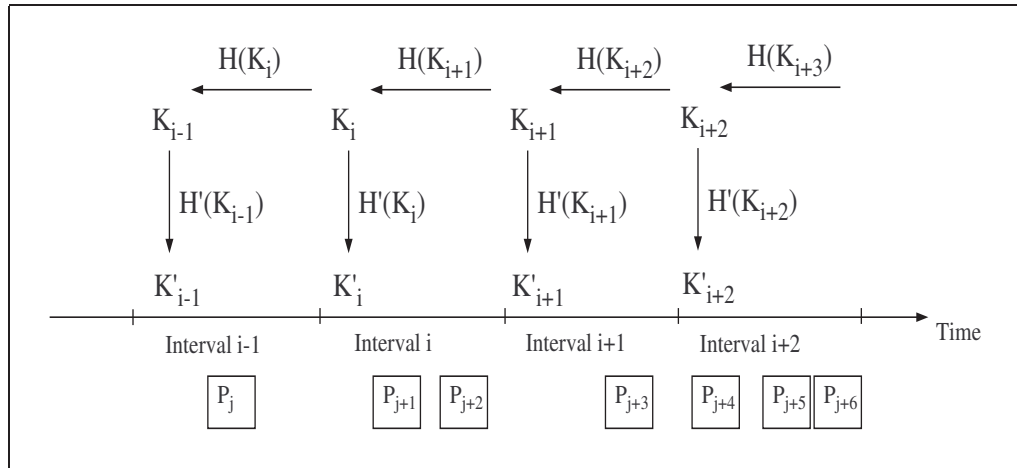 H(K_i) H(K_{i+1}) H(K_{i+2}) H(K_{i+3})
K_{i-1} K_i K_{i+1} K_{i+2}
H'(K_{i-1}) H'(K_i) H'(K_{i+1}) H'(K_{i+2})
K'_{i-1} K'_i K'_{i+1} K'_{i+2}
Time
Interval i-1 Interval i Interval i+1 Interval i+2
P_j P_{j+1} P_{j+2} P_{j+3} P_{j+4} P_{j+5} P_{j+6}